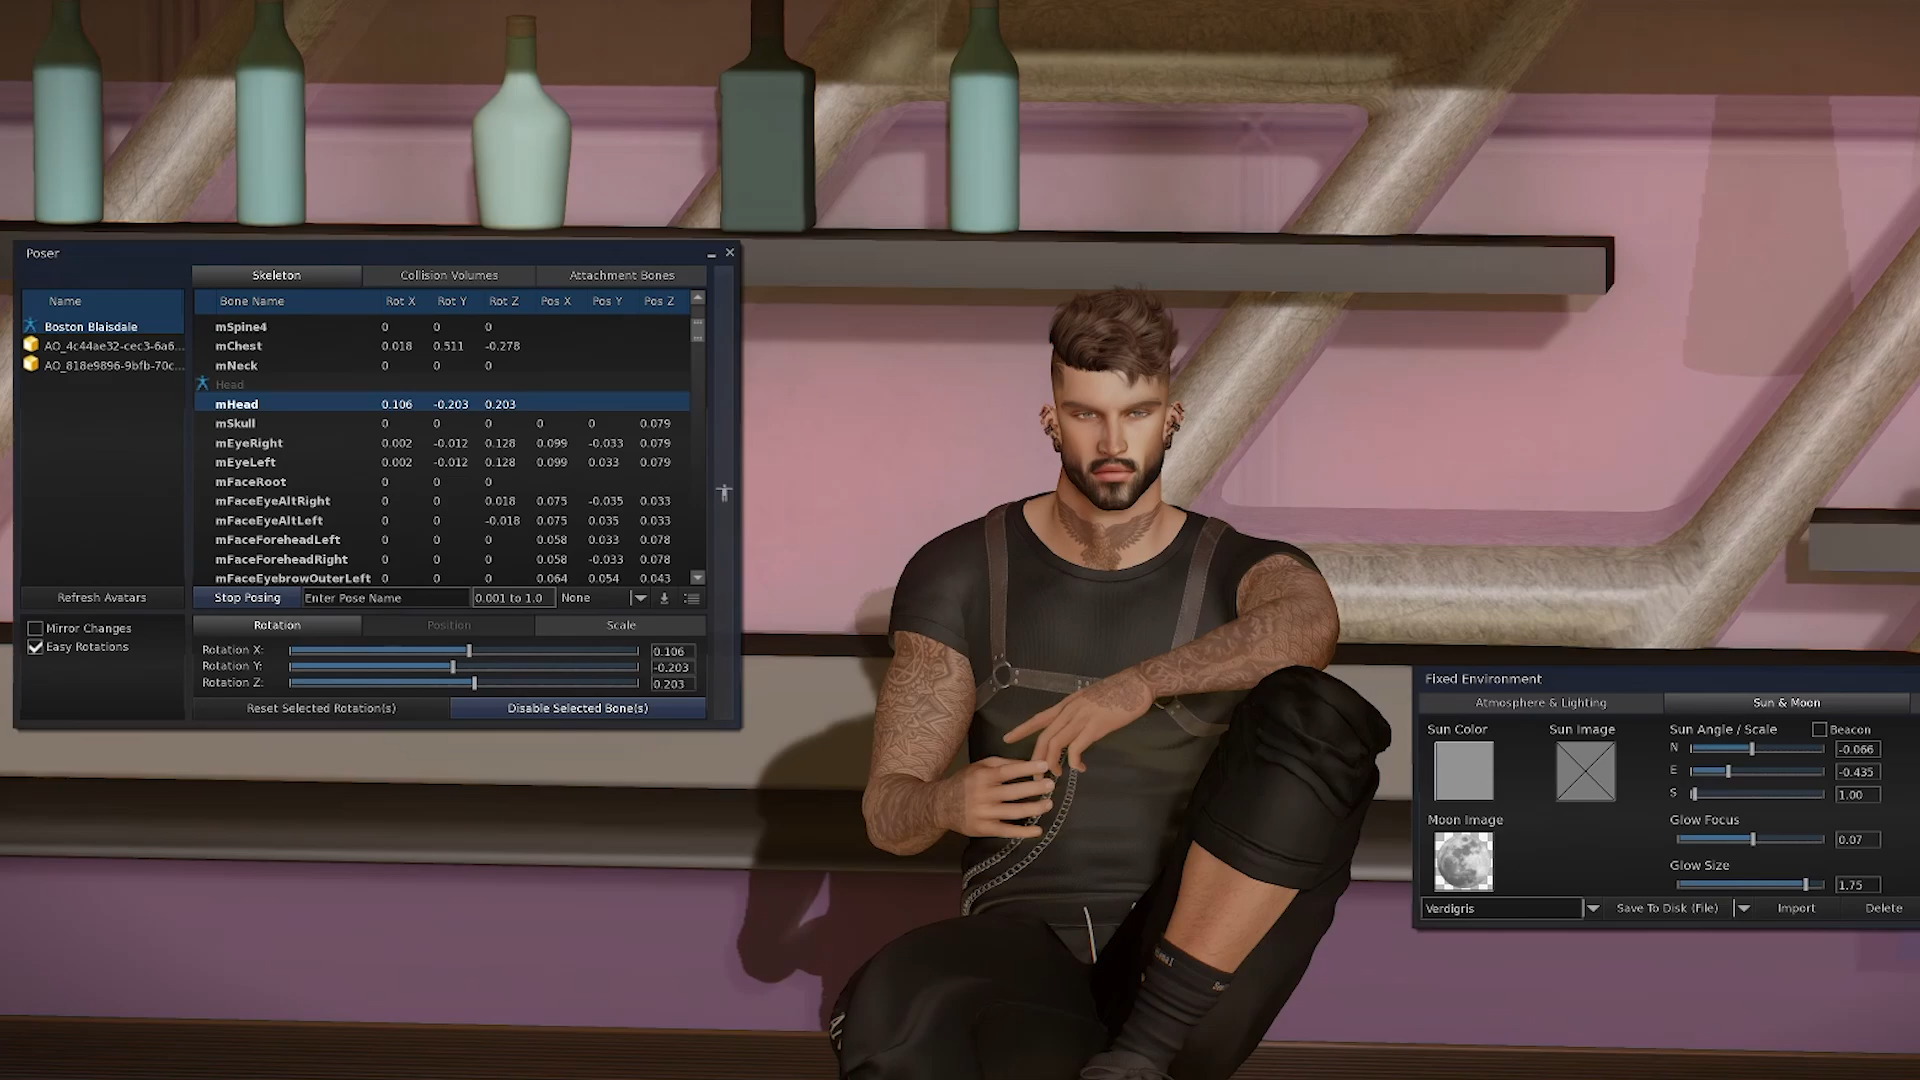 Poser
Skeleton Collision Volumes Attachment Bones
Name
Boston Blaisdale
AO_4c44ae32-cec3-6a6...
AO_818e9896-9bfb-70c...
Bone Name Rot X Rot Y Rot Z Pos X Pos Y Pos Z
mSpine4 0 0 0
mChest 0.018 0.511 -0.278
mNeck 0 0 0
Head
mHead 0.106 -0.203 0.203
mSkull 0 0 0 0 0 0.079
mEyeRight 0.002 -0.012 0.128 0.099 -0.033 0.079
mEyeLeft 0.002 -0.012 0.128 0.099 0.033 0.079
mFaceRoot 0 0 0
mFaceEyeAltRight 0 0 0.018 0.075 -0.035 0.033
mFaceEyeAltLeft 0 0 -0.018 0.075 0.035 0.033
mFaceForeheadLeft 0 0 0 0.058 0.033 0.078
mFaceForeheadRight 0 0 0 0.058 -0.033 0.078
mFaceEyebrowOuterLeft 0 0 0 0.064 0.054 0.043
Refresh Avatars Stop Posing Enter Pose Name 0.001 to 1.0 None
Mirror Changes
Easy Rotations
Rotation Position Scale
Rotation X: 0.106
Rotation Y: -0.203
Rotation Z: 0.203
Reset Selected Rotation(s) Disable Selected Bone(s)
Fixed Environment
Atmosphere & Lighting Sun & Moon
Sun Color Sun Image Sun Angle / Scale Beacon
N -0.066
E -0.435
S 1.00
Moon Image Glow Focus
0.07
Glow Size
1.75
Verdigris Save To Disk (File) Import Delete